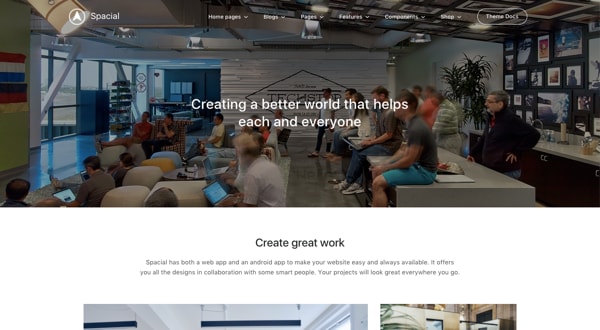 Spacial
Home pages
Blogs
Pages
Features
Components
Shop
Theme Docs
TECHSTOP
Creating a better world that helps
each and everyone
Create great work
Spacial has both a web app and an android app to make your website easy and always available. It offers
you all the designs in collaboration with some smart people. Your projects will look great everywhere you go.